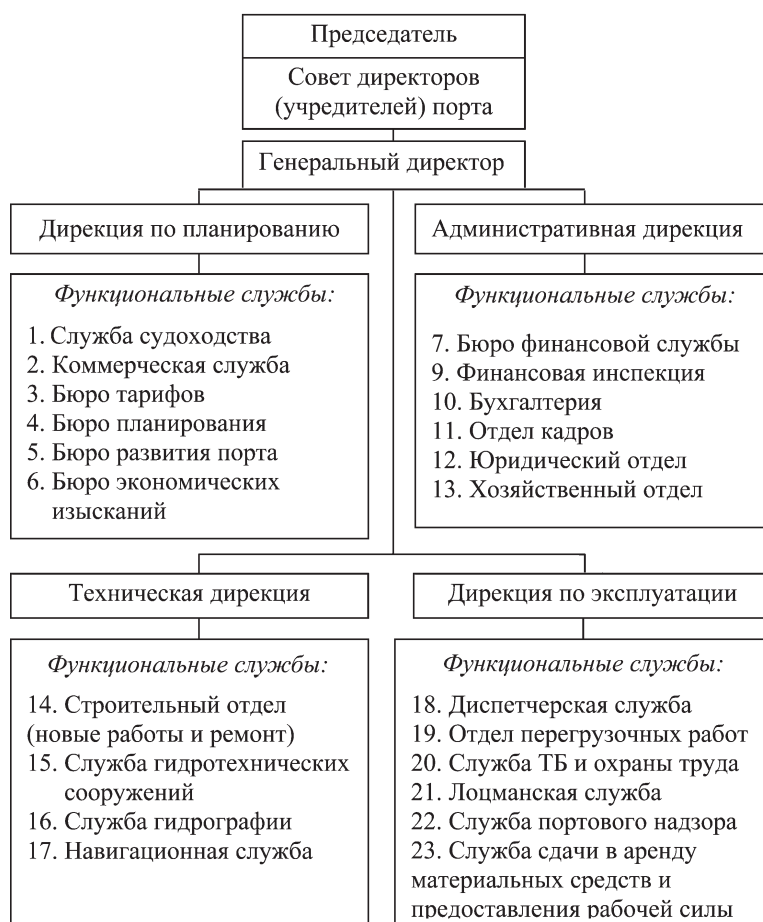 Председатель
Совет директоров
(учредителей) порта
Генеральный директор
Дирекция по планированию
Функциональные службы:
1. Служба судоходства
2. Коммерческая служба
3. Бюро тарифов
4. Бюро планирования
5. Бюро развития порта
6. Бюро экономических
изысканий
Административная дирекция
Функциональные службы:
7. Бюро финансовой службы
9. Финансовая инспекция
10. Бухгалтерия
11. Отдел кадров
12. Юридический отдел
13. Хозяйственный отдел
Техническая дирекция
Функциональные службы:
14. Строительный отдел
(новые работы и ремонт)
15. Служба гидротехнических
сооружений
16. Служба гидрографии
17. Навигационная служба
Дирекция по эксплуатации
Функциональные службы:
18. Диспетчерская служба
19. Отдел перегрузочных работ
20. Служба ТБ и охраны труда
21. Лоцманская служба
22. Служба портового надзора
23. Служба сдачи в аренду
материальных средств и
предоставления рабочей силы